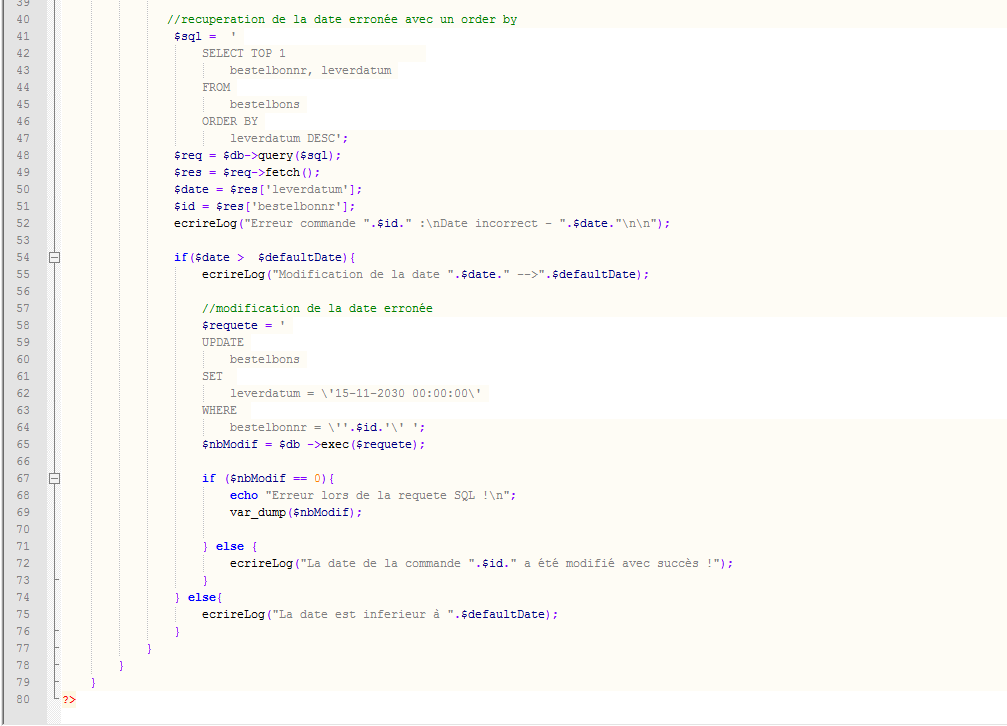 39
40 //recuperation de la date erronée avec un order by
41 $sql = '
42 SELECT TOP 1
43 bestelbonnr, leverdatum
44 FROM
45 bestelbons
46 ORDER BY
47 leverdatum DESC';
48 $req = $db->query($sql);
49 $res = $req->fetch();
50 $date = $res['leverdatum'];
51 $id = $res['bestelbonnr'];
52 ecrireLog("Erreur commande ".$id." :\nDate incorrect - ".$date."\n\n");
53
54 if($date >  $defaultDate){
55 ecrireLog("Modification de la date ".$date." -->".$defaultDate);
56
57 //modification de la date erronée
58 $requete = '
59 UPDATE
60 bestelbons
61 SET
62 leverdatum = \'15-11-2030 00:00:00\'
63 WHERE
64 bestelbonnr = \''.$id.'\' ';
65 $nbModif = $db ->exec($requete);
66
67 if ($nbModif == 0){
68 echo "Erreur lors de la requete SQL !\n";
69 var_dump($nbModif);
70
71 } else {
72 ecrireLog("La date de la commande ".$id." a été modifié avec succès !");
73 }
74 } else{
75 ecrireLog("La date est inferieur à ".$defaultDate);
76 }
77 }
78 }
79 }
80 ?>